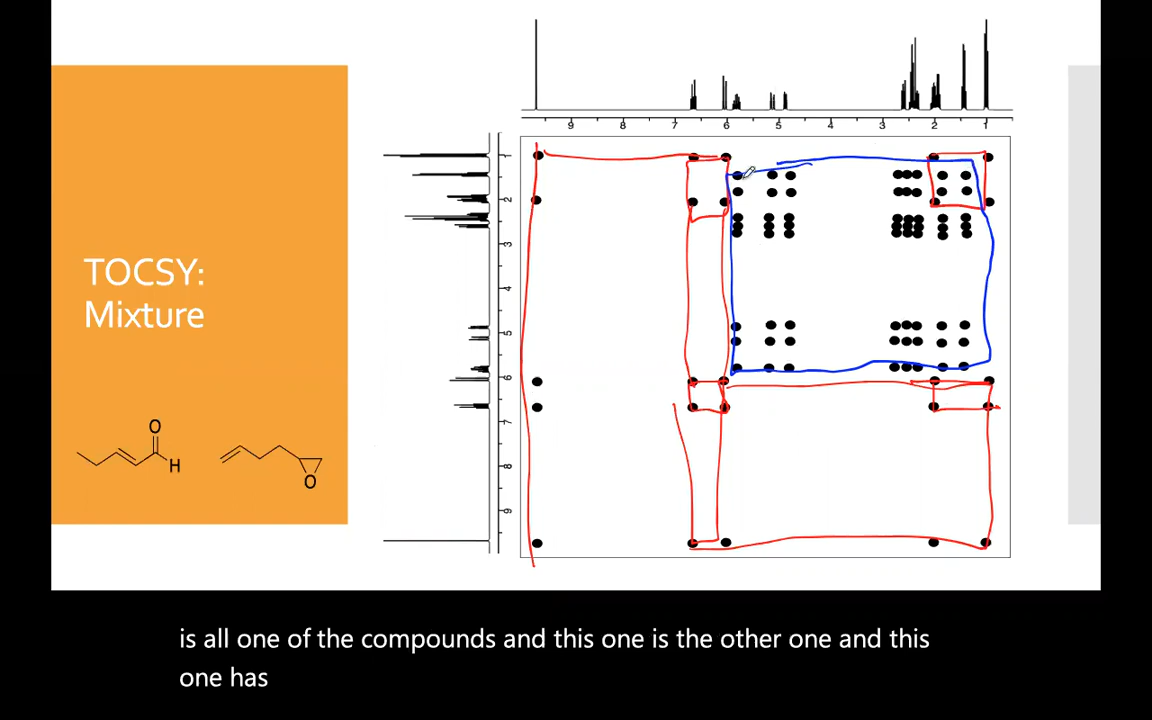 TOCSY:
Mixture
O
H
O
9 8 7 6 5 4 3 2 1
1
2
3
4
5
6
7
8
9
is all one of the compounds and this one is the other one and this
one has